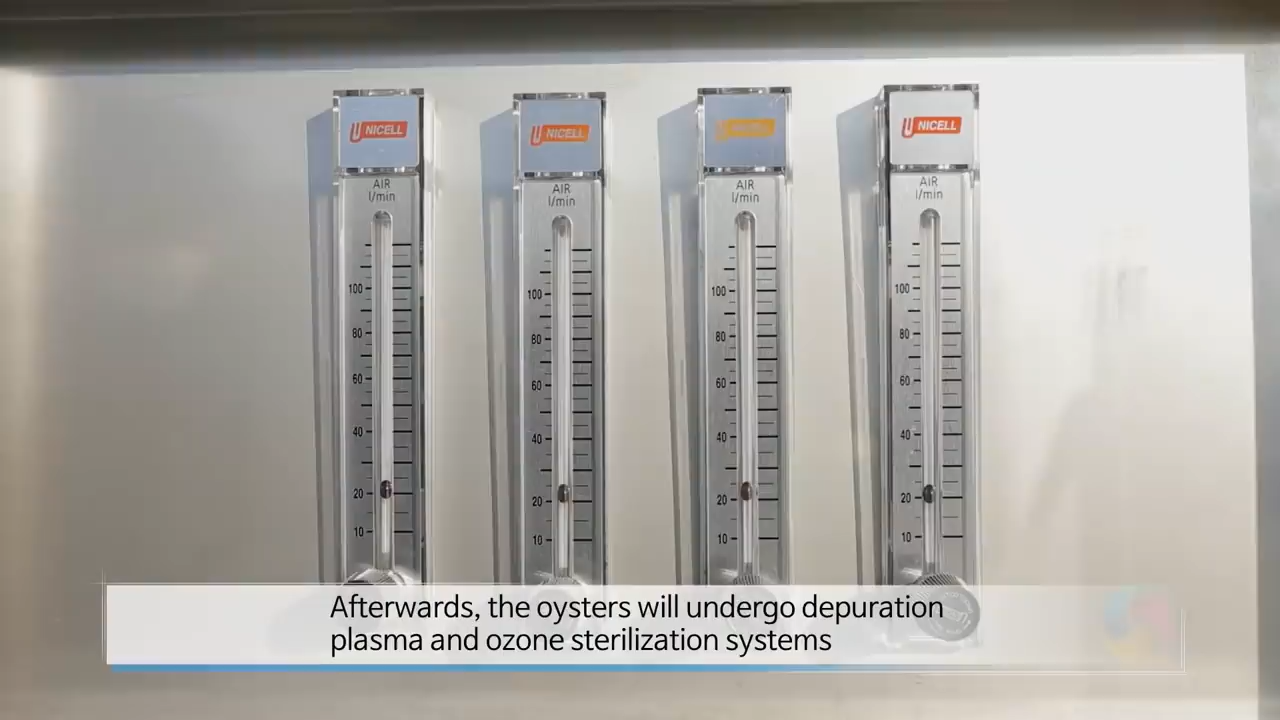 UNICELL
UNICELL
UNICELL
UNICELL
AIR
l/min
AIR
l/min
AIR
l/min
AIR
l/min
100
80
60
40
20
10
100
80
60
40
20
10
100
80
60
40
20
10
100
80
60
40
20
10
Afterwards, the oysters will undergo depuration
plasma and ozone sterilization systems